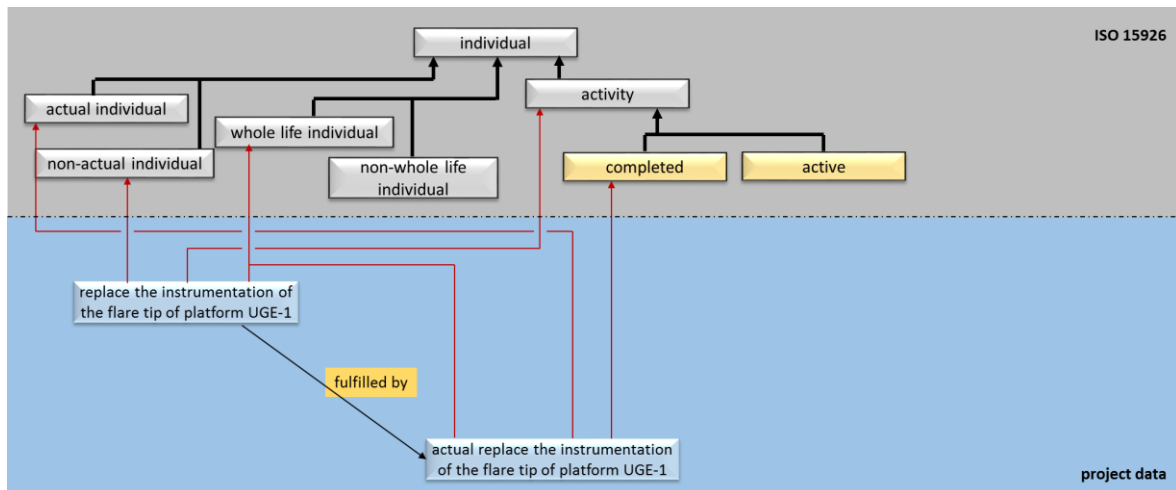 individual
ISO 15926
actual individual
activity
whole life individual
non-actual individual
non-whole life
individual
completed
active
replace the instrumentation of
the flare tip of platform UGE-1
fulfilled by
actual replace the instrumentation
of the flare tip of platform UGE-1
project data